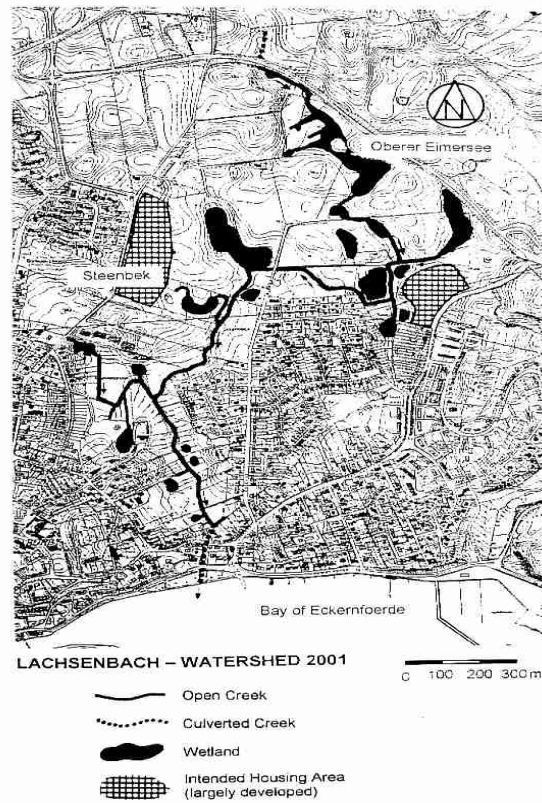 N
Oberer Eimersee
Steenbek
Bay of Eckernfoerde
LACHSENBACH – WATERSHED 2001
0 100 200 300m
Open Creek
Culverted Creek
Wetland
Intended Housing Area
(largely developed)